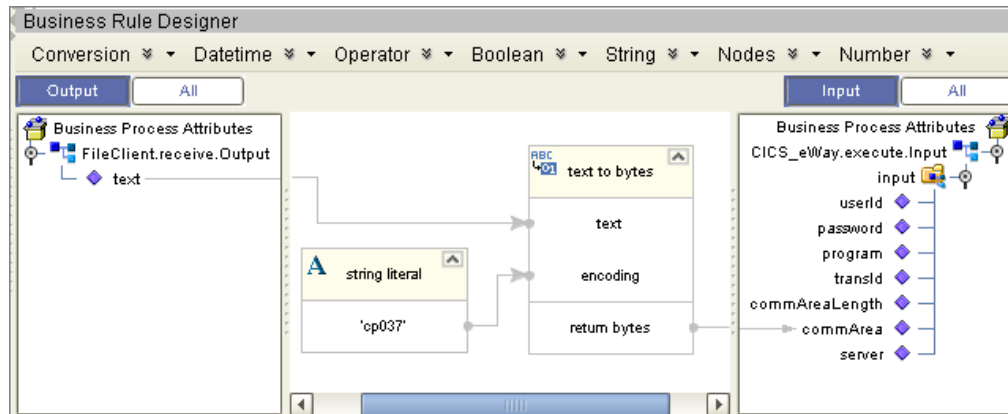 Business Rule Designer
Conversion Datetime Operator Boolean String Nodes Number
Output All Input All
Business Process Attributes
FileClient.receive.Output
text
ABC
01
text to bytes
text
encoding
return bytes
A string literal
'cp037'
Business Process Attributes
CICS_eWay.execute.Input
input
userId
password
program
transId
commAreaLength
commArea
server